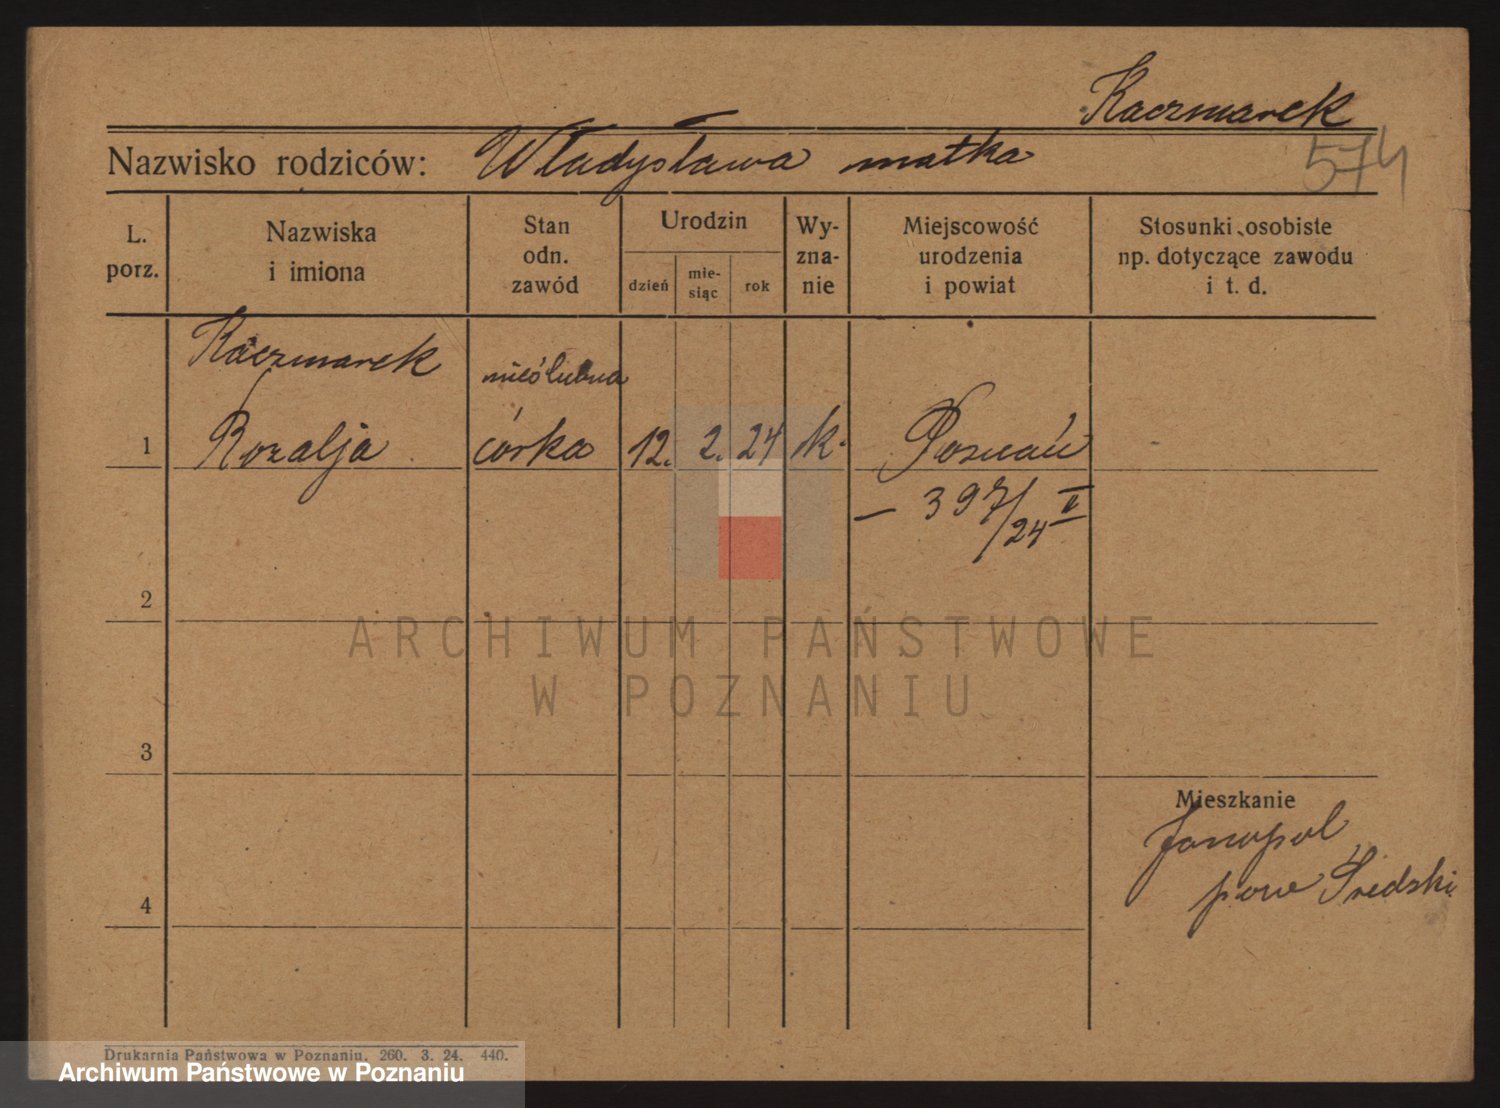 Kaczmarek
Nazwisko rodziców: Władysława matka
574
L. porz.
Nazwiska i imiona
Stan odn. zawód
Urodzin
dzień
mie-
siąc
rok
Wy-
zna-
nie
Miejscowość
urodzenia
i powiat
Stosunki osobiste
np. dotyczące zawodu
i t. d.
Kaczmarek
nieślubna
1 Rozalja córka 12. 2. 24 k. Poznań
— 397/24 II
2
ARCHIWUM PAŃSTWOWE
W POZNANIU
3
Mieszkanie
Janopol
pow Średzki
4
Drukarnia Państwowa w Poznaniu. 260. 3. 24. 440.
Archiwum Państwowe w Poznaniu